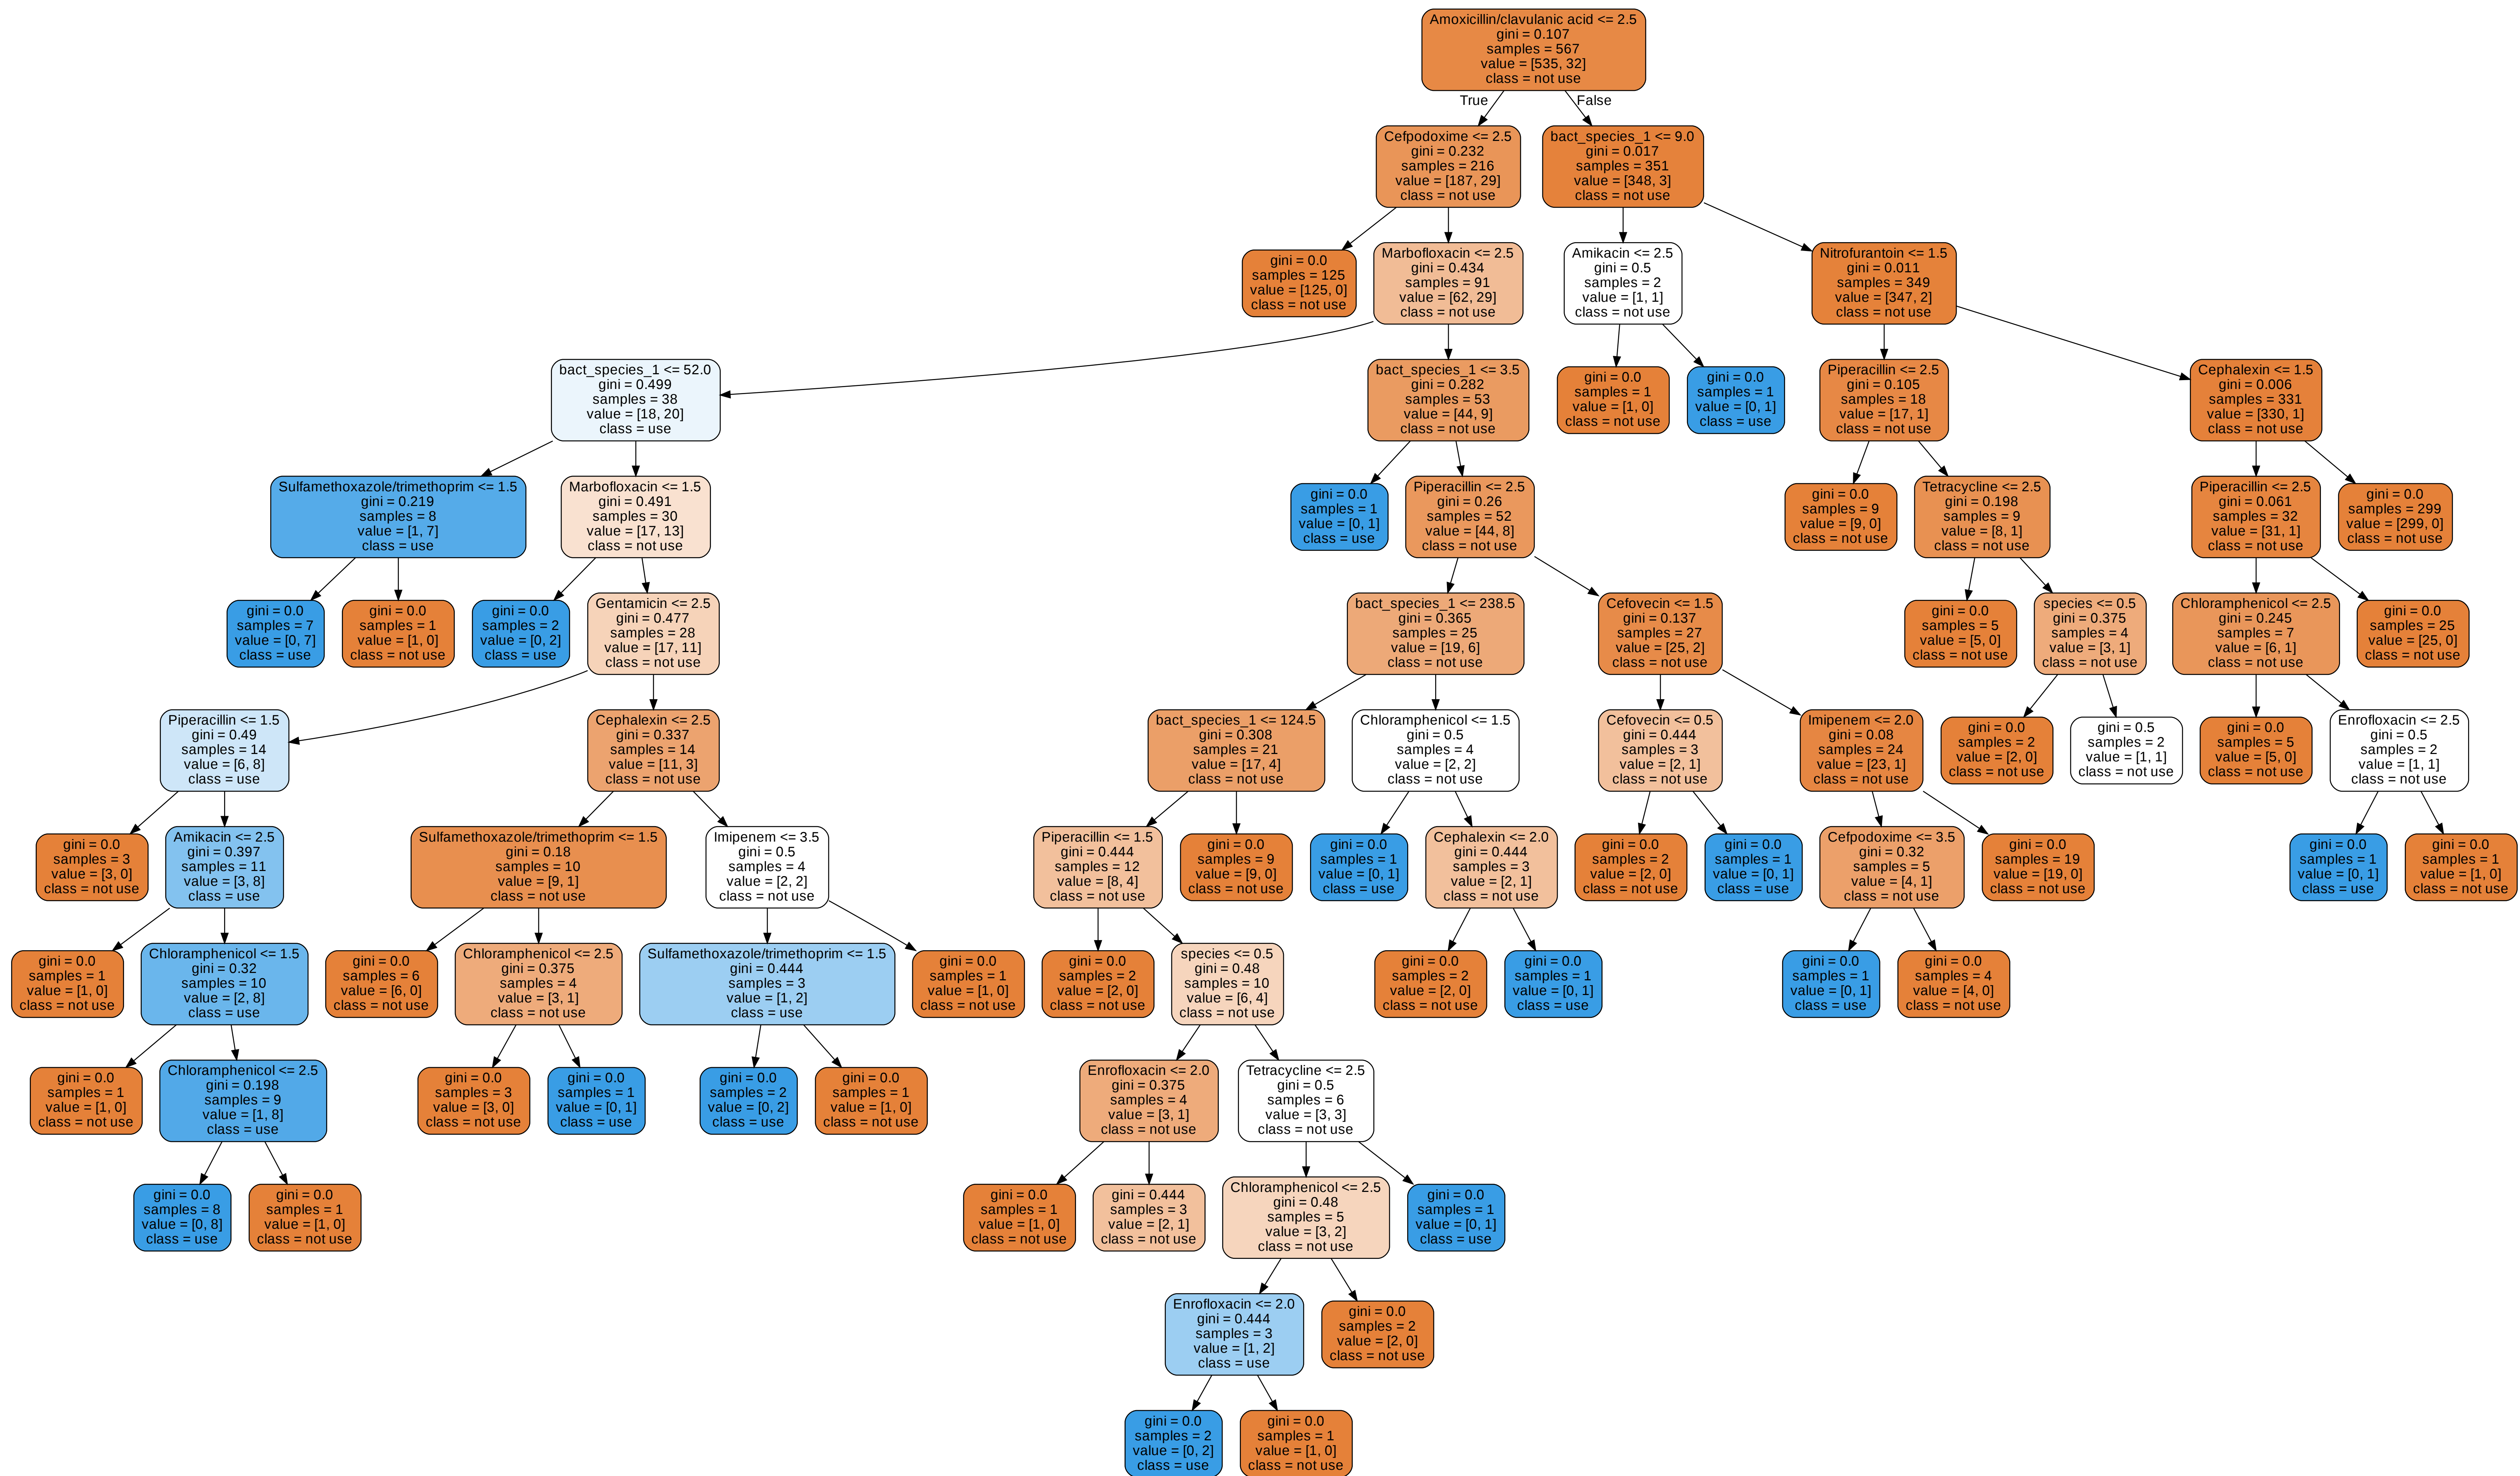 Amoxicillin/clavulanic acid <= 2.5
gini = 0.107
samples = 567
value = [535, 32]
class = not use
True
False
Cefpodoxime <= 2.5
gini = 0.232
samples = 216
value = [187, 29]
class = not use
bact_species_1 <= 9.0
gini = 0.017
samples = 351
value = [348, 3]
class = not use
gini = 0.0
samples = 125
value = [125, 0]
class = not use
Marbofloxacin <= 2.5
gini = 0.434
samples = 91
value = [62, 29]
class = not use
Amikacin <= 2.5
gini = 0.5
samples = 2
value = [1, 1]
class = not use
Nitrofurantoin <= 1.5
gini = 0.011
samples = 349
value = [347, 2]
class = not use
bact_species_1 <= 52.0
gini = 0.499
samples = 38
value = [18, 20]
class = use
bact_species_1 <= 3.5
gini = 0.282
samples = 53
value = [44, 9]
class = not use
gini = 0.0
samples = 1
value = [1, 0]
class = not use
gini = 0.0
samples = 1
value = [0, 1]
class = use
Piperacillin <= 2.5
gini = 0.105
samples = 18
value = [17, 1]
class = not use
Cephalexin <= 1.5
gini = 0.006
samples = 331
value = [330, 1]
class = not use
Sulfamethoxazole/trimethoprim <= 1.5
gini = 0.219
samples = 8
value = [1, 7]
class = use
Marbofloxacin <= 1.5
gini = 0.491
samples = 30
value = [17, 13]
class = not use
gini = 0.0
samples = 1
value = [0, 1]
class = use
Piperacillin <= 2.5
gini = 0.26
samples = 52
value = [44, 8]
class = not use
gini = 0.0
samples = 9
value = [9, 0]
class = not use
Tetracycline <= 2.5
gini = 0.198
samples = 9
value = [8, 1]
class = not use
Piperacillin <= 2.5
gini = 0.061
samples = 32
value = [31, 1]
class = not use
gini = 0.0
samples = 299
value = [299, 0]
class = not use
gini = 0.0
samples = 7
value = [0, 7]
class = use
gini = 0.0
samples = 1
value = [1, 0]
class = not use
gini = 0.0
samples = 2
value = [0, 2]
class = use
Gentamicin <= 2.5
gini = 0.477
samples = 28
value = [17, 11]
class = not use
bact_species_1 <= 238.5
gini = 0.365
samples = 25
value = [19, 6]
class = not use
Cefovecin <= 1.5
gini = 0.137
samples = 27
value = [25, 2]
class = not use
gini = 0.0
samples = 5
value = [5, 0]
class = not use
species <= 0.5
gini = 0.375
samples = 4
value = [3, 1]
class = not use
Chloramphenicol <= 2.5
gini = 0.245
samples = 7
value = [6, 1]
class = not use
gini = 0.0
samples = 25
value = [25, 0]
class = not use
Piperacillin <= 1.5
gini = 0.49
samples = 14
value = [6, 8]
class = use
Cephalexin <= 2.5
gini = 0.337
samples = 14
value = [11, 3]
class = not use
bact_species_1 <= 124.5
gini = 0.308
samples = 21
value = [17, 4]
class = not use
Chloramphenicol <= 1.5
gini = 0.5
samples = 4
value = [2, 2]
class = not use
Cefovecin <= 0.5
gini = 0.444
samples = 3
value = [2, 1]
class = not use
Imipenem <= 2.0
gini = 0.08
samples = 24
value = [23, 1]
class = not use
gini = 0.0
samples = 2
value = [2, 0]
class = not use
gini = 0.5
samples = 2
value = [1, 1]
class = not use
gini = 0.0
samples = 5
value = [5, 0]
class = not use
Enrofloxacin <= 2.5
gini = 0.5
samples = 2
value = [1, 1]
class = not use
gini = 0.0
samples = 3
value = [3, 0]
class = not use
Amikacin <= 2.5
gini = 0.397
samples = 11
value = [3, 8]
class = use
Sulfamethoxazole/trimethoprim <= 1.5
gini = 0.18
samples = 10
value = [9, 1]
class = not use
Imipenem <= 3.5
gini = 0.5
samples = 4
value = [2, 2]
class = not use
Piperacillin <= 1.5
gini = 0.444
samples = 12
value = [8, 4]
class = not use
gini = 0.0
samples = 9
value = [9, 0]
class = not use
gini = 0.0
samples = 1
value = [0, 1]
class = use
Cephalexin <= 2.0
gini = 0.444
samples = 3
value = [2, 1]
class = not use
gini = 0.0
samples = 2
value = [2, 0]
class = not use
gini = 0.0
samples = 1
value = [0, 1]
class = use
Cefpodoxime <= 3.5
gini = 0.32
samples = 5
value = [4, 1]
class = not use
gini = 0.0
samples = 19
value = [19, 0]
class = not use
gini = 0.0
samples = 1
value = [0, 1]
class = use
gini = 0.0
samples = 1
value = [1, 0]
class = not use
gini = 0.0
samples = 1
value = [1, 0]
class = not use
Chloramphenicol <= 1.5
gini = 0.32
samples = 10
value = [2, 8]
class = use
gini = 0.0
samples = 6
value = [6, 0]
class = not use
Chloramphenicol <= 2.5
gini = 0.375
samples = 4
value = [3, 1]
class = not use
Sulfamethoxazole/trimethoprim <= 1.5
gini = 0.444
samples = 3
value = [1, 2]
class = use
gini = 0.0
samples = 1
value = [1, 0]
class = not use
gini = 0.0
samples = 2
value = [2, 0]
class = not use
species <= 0.5
gini = 0.48
samples = 10
value = [6, 4]
class = not use
gini = 0.0
samples = 2
value = [2, 0]
class = not use
gini = 0.0
samples = 1
value = [0, 1]
class = use
gini = 0.0
samples = 1
value = [0, 1]
class = use
gini = 0.0
samples = 4
value = [4, 0]
class = not use
gini = 0.0
samples = 1
value = [1, 0]
class = not use
Chloramphenicol <= 2.5
gini = 0.198
samples = 9
value = [1, 8]
class = use
gini = 0.0
samples = 3
value = [3, 0]
class = not use
gini = 0.0
samples = 1
value = [0, 1]
class = use
gini = 0.0
samples = 2
value = [0, 2]
class = use
gini = 0.0
samples = 1
value = [1, 0]
class = not use
Enrofloxacin <= 2.0
gini = 0.375
samples = 4
value = [3, 1]
class = not use
Tetracycline <= 2.5
gini = 0.5
samples = 6
value = [3, 3]
class = not use
gini = 0.0
samples = 8
value = [0, 8]
class = use
gini = 0.0
samples = 1
value = [1, 0]
class = not use
gini = 0.0
samples = 1
value = [1, 0]
class = not use
gini = 0.444
samples = 3
value = [2, 1]
class = not use
Chloramphenicol <= 2.5
gini = 0.48
samples = 5
value = [3, 2]
class = not use
gini = 0.0
samples = 1
value = [0, 1]
class = use
Enrofloxacin <= 2.0
gini = 0.444
samples = 3
value = [1, 2]
class = use
gini = 0.0
samples = 2
value = [2, 0]
class = not use
gini = 0.0
samples = 2
value = [0, 2]
class = use
gini = 0.0
samples = 1
value = [1, 0]
class = not use